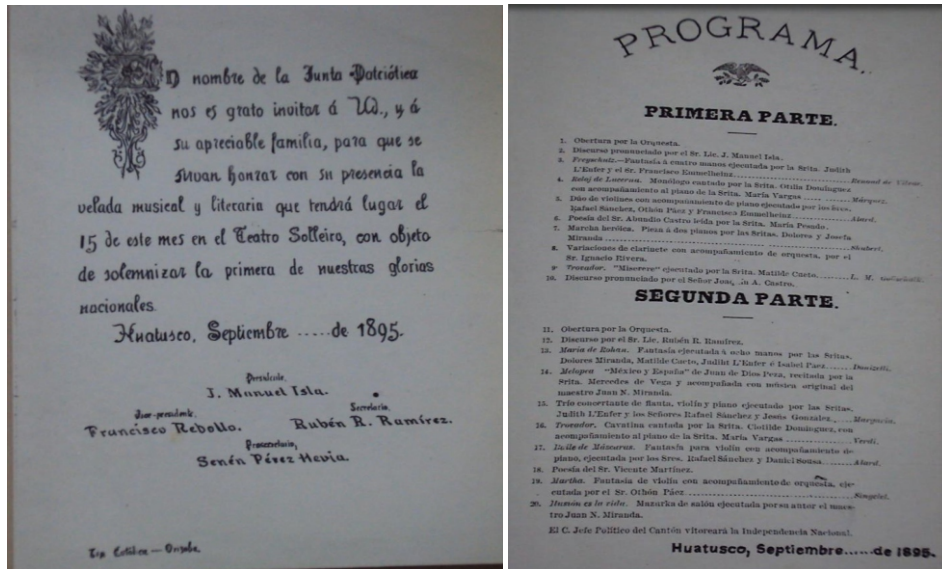 En nombre de la Junta Patriótica
nos es grato invitar á Ud., y á
su apreciable familia, para que se
sirvan honrar con su presencia la
velada musical y literaria que tendrá lugar el
15 de este mes en el Teatro Solleiro, con objeto
de solemnizar la primera de nuestras glorias
nacionales.
Huatusco, Septiembre ..... de 1895.
Presidente,
J. Manuel Isla.
Vice-presidente,
Secretario,
Francisco Rebollo.
Rubén R. Ramírez.
Prosecretario,
Senén Pérez Hevia.
Tip. Católica — Orizaba.
PROGRAMA.
PRIMERA PARTE.
1. Obertura por la Orquesta.
2. Discurso pronunciado por el Sr. Lic. J. Manuel Isla.
3. Freyschutz.—Fantasía á cuatro manos ejecutada por la Srita. Judith
L'Enfer y el Sr. Francisco Emmelheinz
4. Reloj de Lucerna. Monólogo cantado por la Srita. Otilia Domínguez
con acompañamiento al piano de la Srita. María Vargas ----- Márquez.
5. Dúo de violines con acompañamiento de piano ejecutado por los Sres.
Rafael Sánchez, Othón Páez y Francisco Emmelheinz ----- Alard.
6. Poesía del Sr. Abundio Castro leída por la Srita. María Penelo.
7. Marcha heróica. Pieza á dos pianos por las Sritas. Dolores y Josefa
Miranda ----- Shubert.
8. Variaciones de clarinete con acompañamiento de orquesta, por el
Sr. Ignacio Rivera.
9. Trovador. "Miserere" ejecutado por la Srita. Matilde Cueto ----- L. M.
10. Discurso pronunciado por el Señor A. Castro.
SEGUNDA PARTE.
11. Obertura por la Orquesta.
12. Discurso por el Sr. Lic. Rubén R. Ramírez.
13. María de Rohan. Fantasía ejecutada á ocho manos por las Sritas.
Dolores Miranda, Matilde Cueto, Judiht L'Enfer é Isabel Páez ..... Donizetti.
14. Melopea "México y España" de Juan de Dios Peza, recitada por la
Srita. Mercedes de Vega y acompañada con música original del
maestro Juan N. Miranda.
15. Trío concertante de flauta, violín y piano ejecutado por las Sritas.
Judith L'Enfer y los Señores Rafael Sánchez y Jesús González.
16. Trovador. Cavatina cantada por la Srita. Clotilde Domínguez, con
acompañamiento al piano de la Srita. María Vargas ----- Verdi.
17. Baile de Máscaras. Fantasía para violín con acompañamiento de
piano, ejecutada por los Sres. Rafael Sánchez y Daniel Sousa ----- Alard.
18. Poesía del Sr. Vicente Martínez.
19. Martha. Fantasía de violín con acompañamiento de orquesta, eje-
cutada por el Sr. Othón Páez ----- Singelet.
20. es la vida. Mazurka de salón ejecutada por su autor el maes-
tro Juan N. Miranda.
El C. Jefe Político del Cantón vitoreará la Independencia Nacional.
Huatusco, Septiembre ..... de 1895.